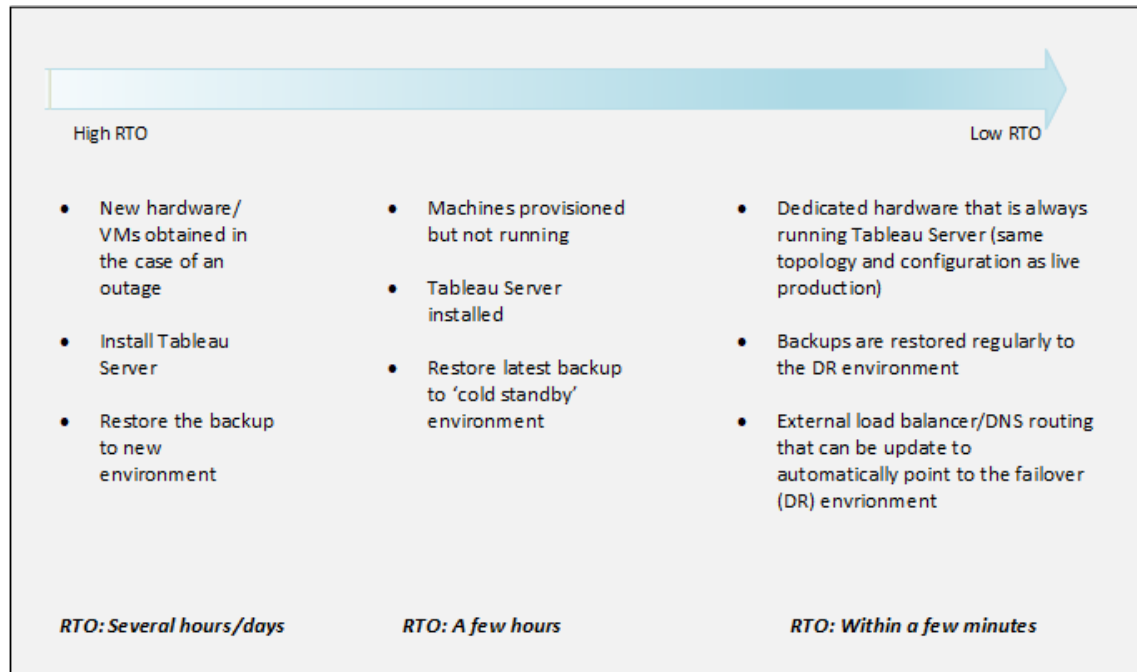 High RTO
Low RTO
● New hardware/
VMs obtained in
the case of an
outage
● Install Tableau
Server
● Restore the backup
to new
environment
● Machines provisioned
but not running
● Tableau Server
installed
● Restore latest backup
to ‘cold standby’
environment
● Dedicated hardware that is always
running Tableau Server (same
topology and configuration as live
production)
● Backups are restored regularly to
the DR environment
● External load balancer/DNS routing
that can be update to
automatically point to the failover
(DR) envrionment
RTO: Several hours/days
RTO: A few hours
RTO: Within a few minutes